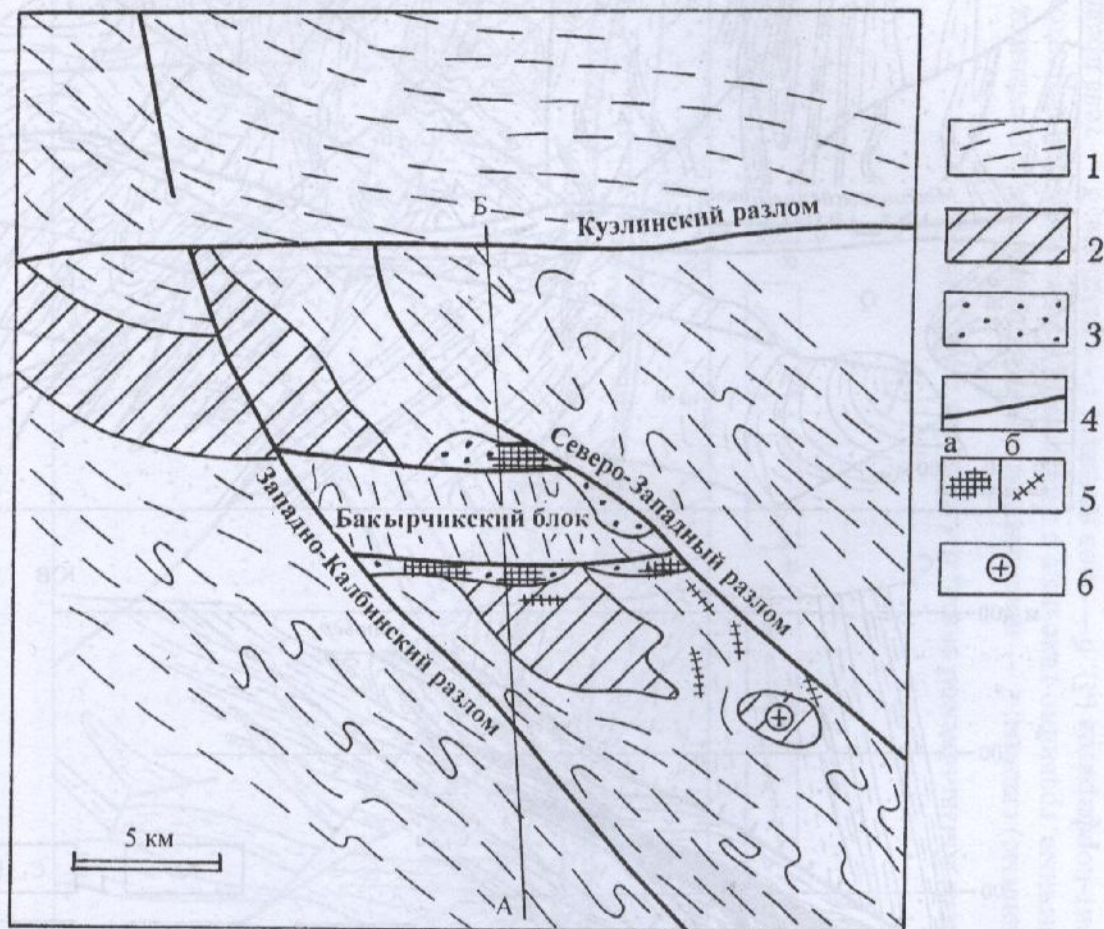 Б
Куэлинский разлом
Северо-Западный разлом
Бакырчикский блок
Западно-Калбинский разлом
5 км
А
1
2
3
4
а б
5
6